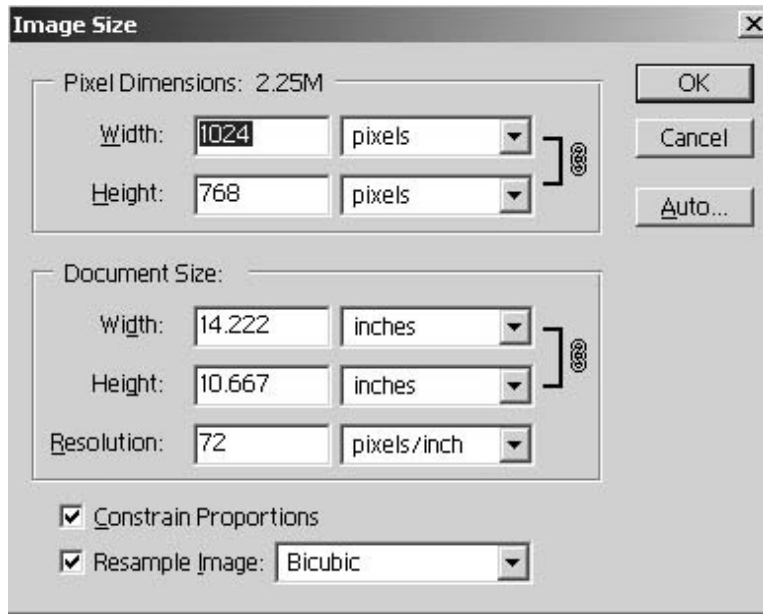 Image Size
Pixel Dimensions: 2.25M
Width: 1024 pixels
Height: 768 pixels
OK
Cancel
Auto...
Document Size:
Width: 14.222 inches
Height: 10.667 inches
Resolution: 72 pixels/inch
Constrain Proportions
Resample Image: Bicubic